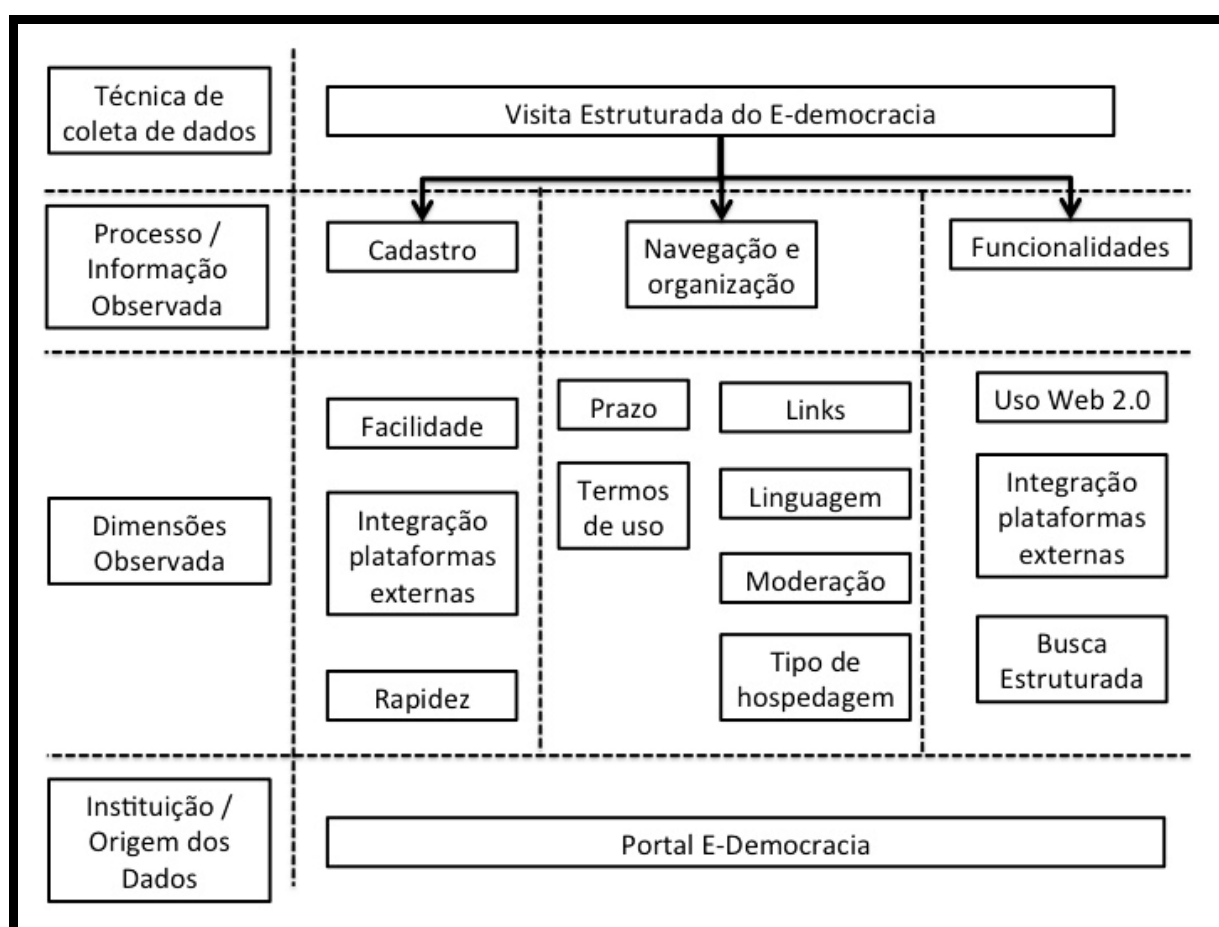 Técnica de
coleta de dados
Visita Estruturada do E-democracia
Processo /
Informação
Observada
Cadastro
Navegação e
organização
Funcionalidades
Dimensões
Observada
Facilidade
Integração
plataformas
externas
Rapidez
Prazo
Termos
de uso
Links
Linguagem
Moderação
Tipo de
hospedagem
Uso Web 2.0
Integração
plataformas
externas
Busca
Estruturada
Instituição /
Origem dos
Dados
Portal E-Democracia